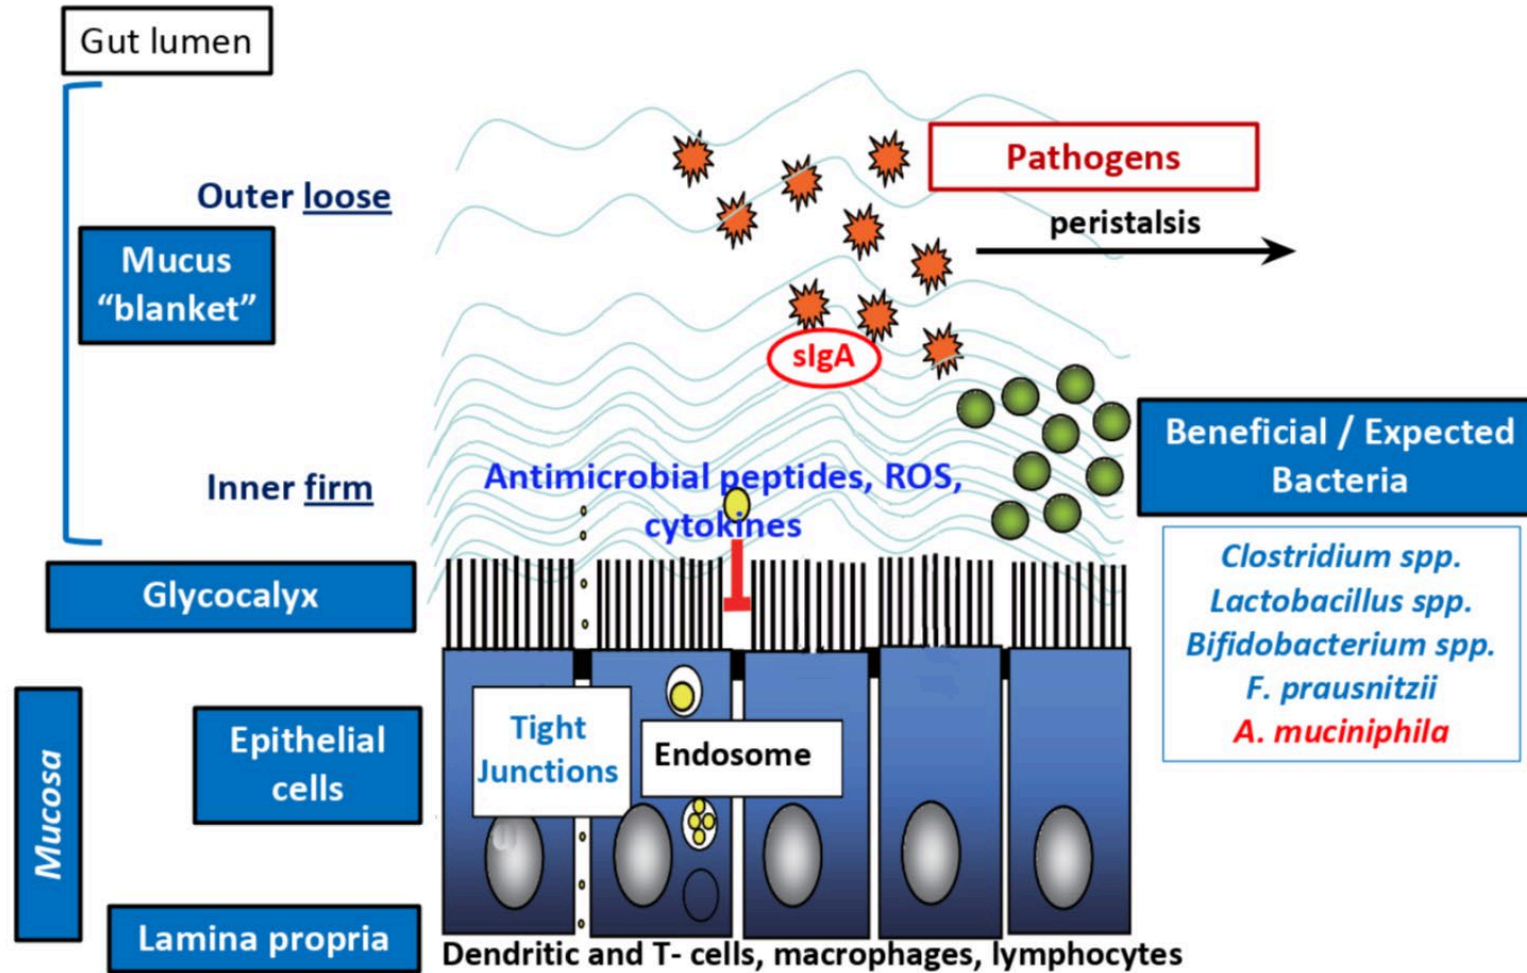 Gut lumen
Outer loose
Mucus
“blanket”
Inner firm
Glycocalyx
Mucosa
Epithelial
cells
Lamina propria
Pathogens
peristalsis
sIgA
Antimicrobial peptides, ROS,
cytokines
Beneficial / Expected
Bacteria
Clostridium spp.
Lactobacillus spp.
Bifidobacterium spp.
F. prausnitzii
A. muciniphila
Tight
Junctions
Endosome
Dendritic and T- cells, macrophages, lymphocytes